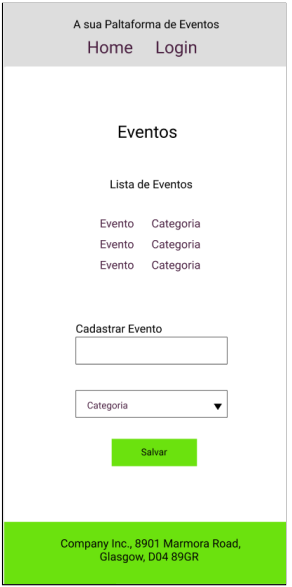 A sua Paltaforma de Eventos
Home Login
Eventos
Lista de Eventos
Evento Categoria
Evento Categoria
Evento Categoria
Cadastrar Evento
Categoria
Salvar
Company Inc., 8901 Marmora Road,
Glasgow, D04 89GR